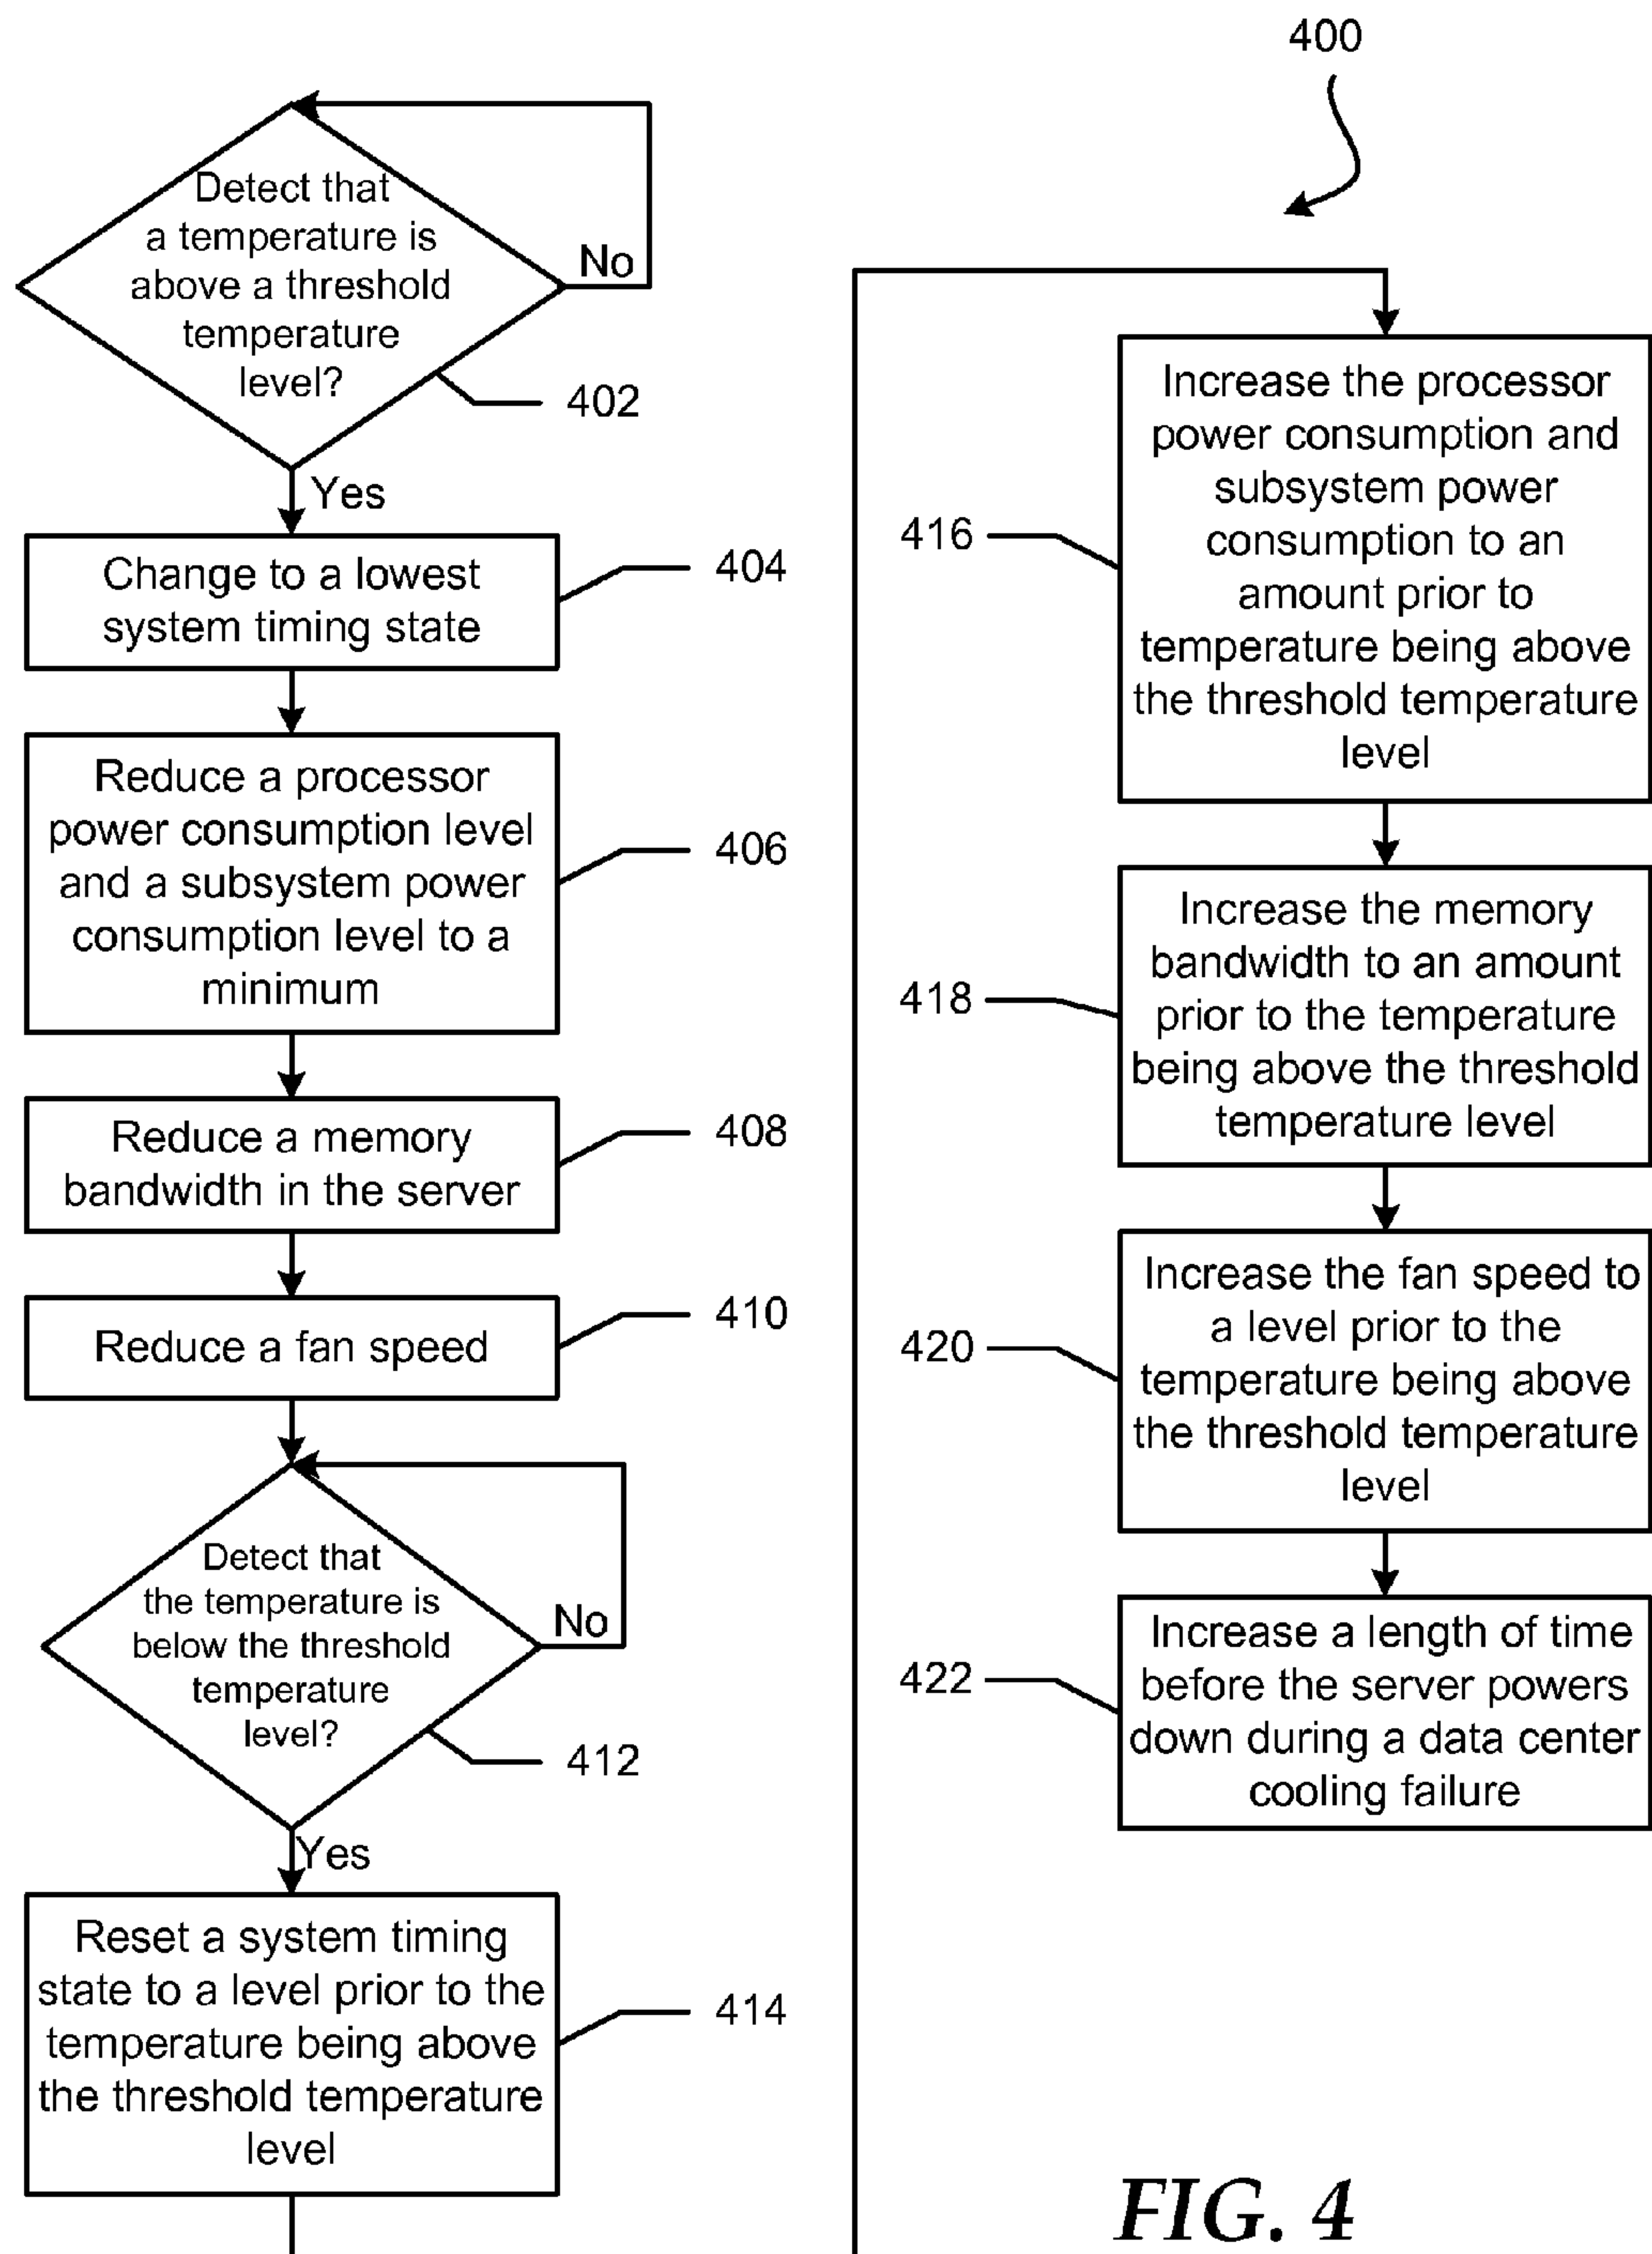 400
Detect that
a temperature is
above a threshold
temperature
level?
No
402
Yes
Change to a lowest
system timing state
404
Reduce a processor
power consumption level
and a subsystem power
consumption level to a
minimum
406
Reduce a memory
bandwidth in the server
408
Reduce a fan speed
410
Detect that
the temperature is
below the threshold
temperature
level?
No
412
Yes
Reset a system timing
state to a level prior to the
temperature being above
the threshold temperature
level
414
Increase the processor
power consumption and
subsystem power
consumption to an
amount prior to
temperature being above
the threshold temperature
level
416
Increase the memory
bandwidth to an amount
prior to the temperature
being above the threshold
temperature level
418
Increase the fan speed to
a level prior to the
temperature being above
the threshold temperature
level
420
Increase a length of time
before the server powers
down during a data center
cooling failure
422
FIG. 4